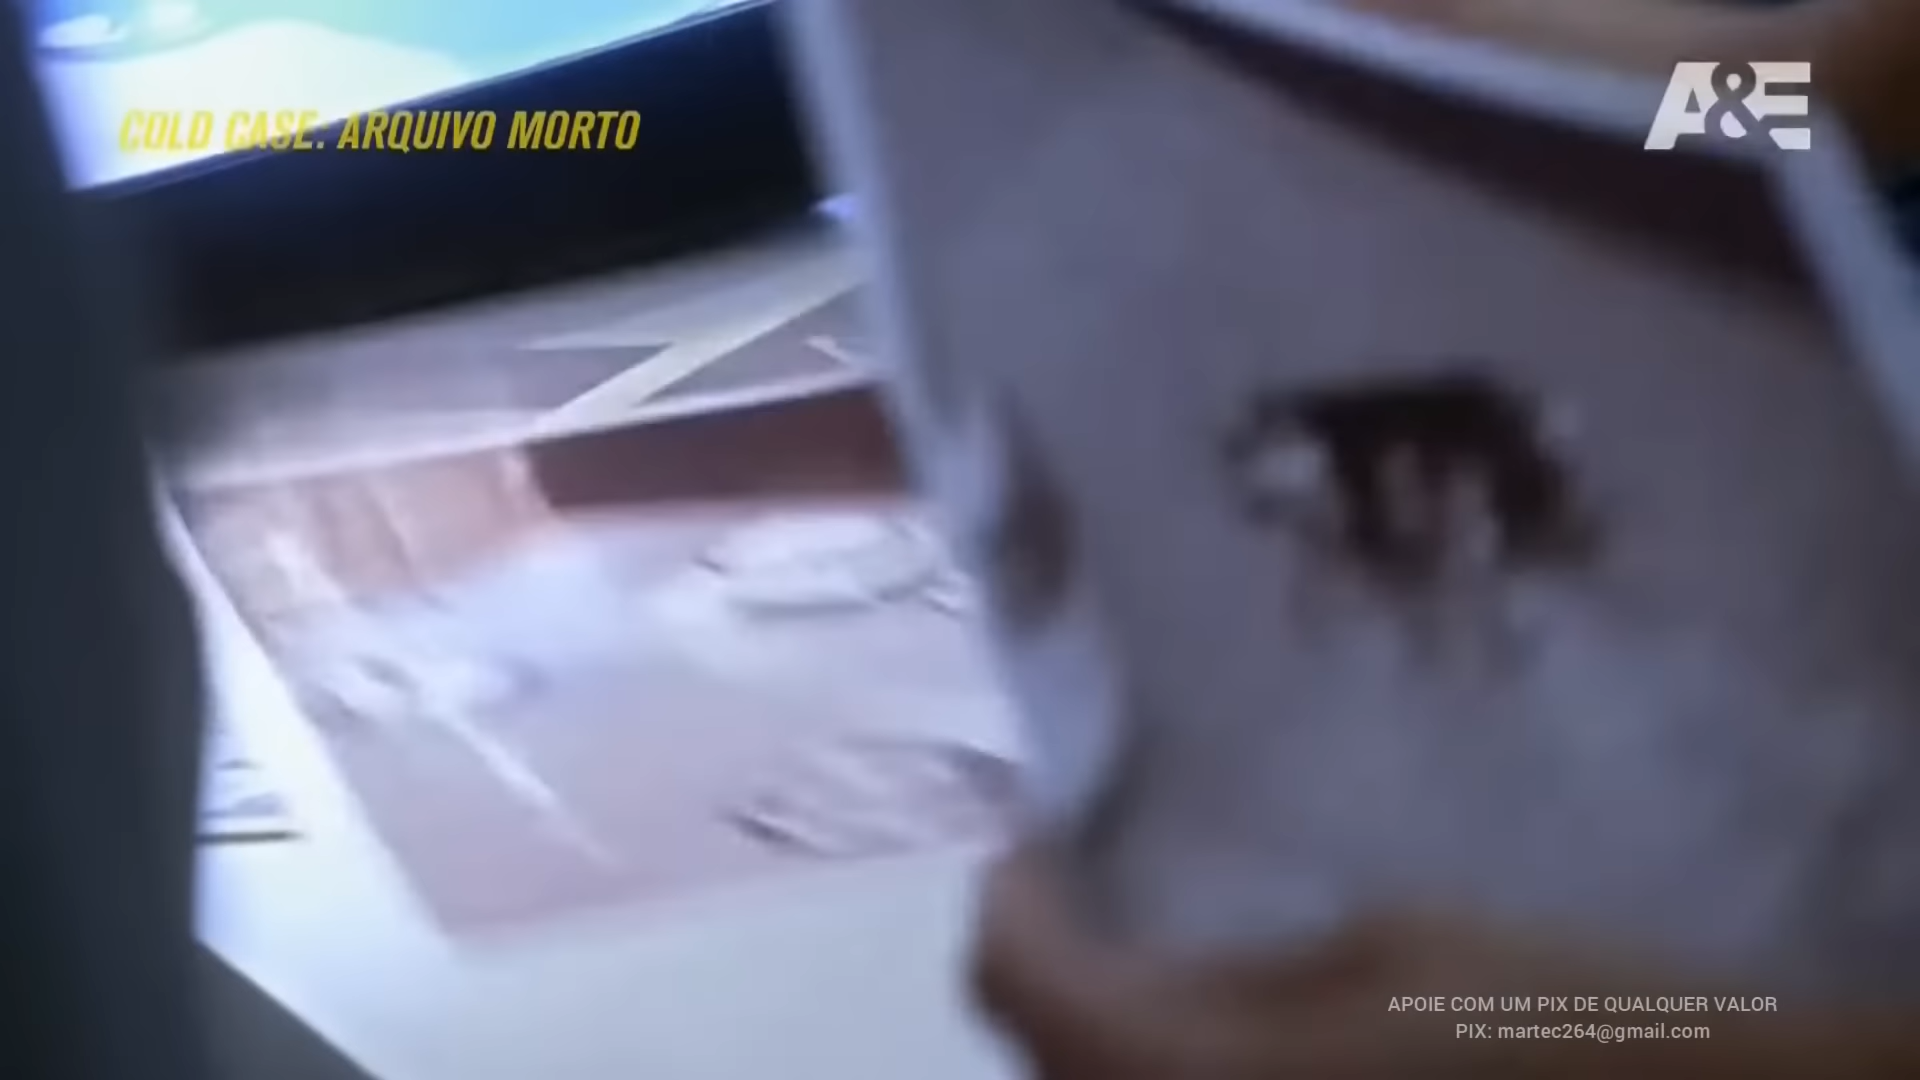 COLD CASE: ARQUIVO MORTO
A&E
APOIE COM UM PIX DE QUALQUER VALOR
PIX: martec264@gmail.com